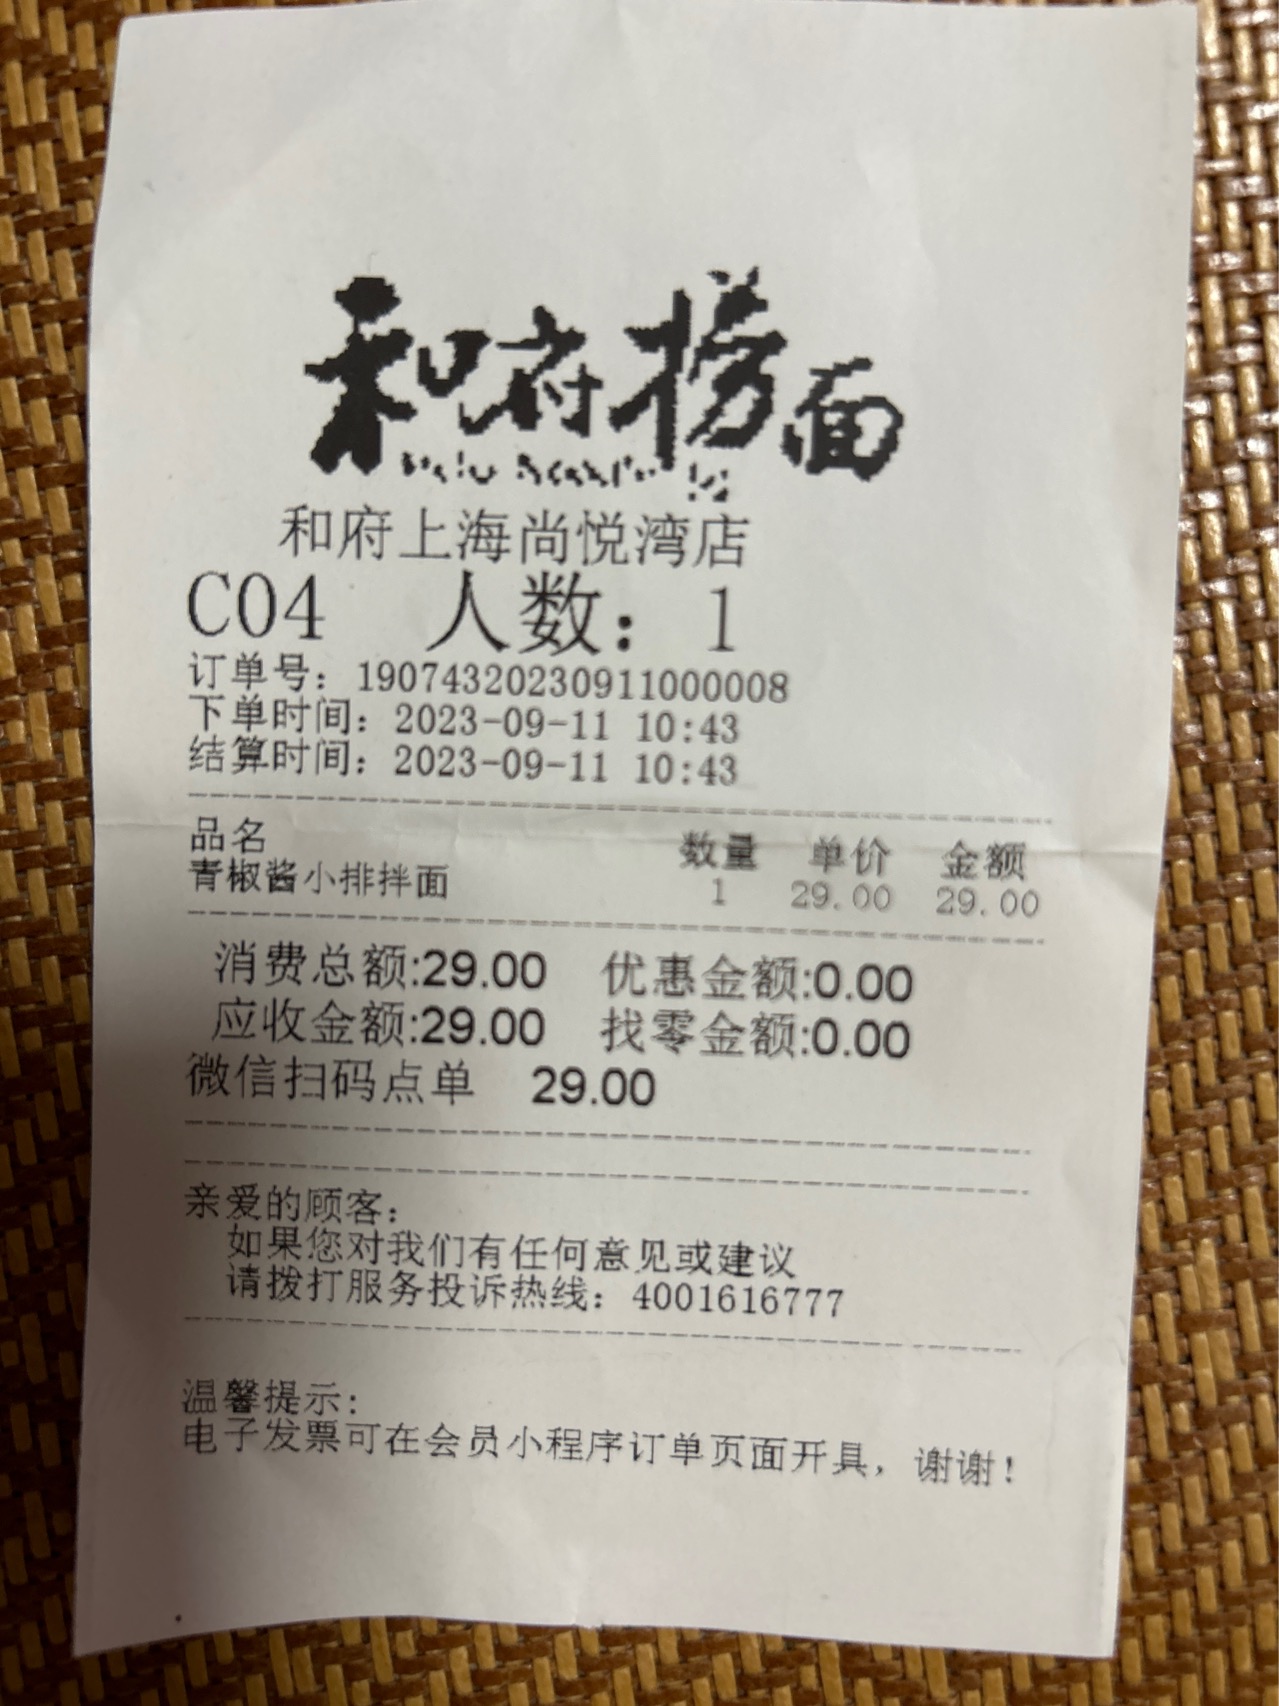 和府捞面
和府上海尚悦湾店
C04 人数：1
订单号：19074320230911000008
下单时间：2023-09-11 10:43
结算时间：2023-09-11 10:43
品名 数量 单价 金额
青椒酱小排拌面 1 29.00 29.00
消费总额:29.00 优惠金额:0.00
应收金额:29.00 找零金额:0.00
微信扫码点单 29.00
亲爱的顾客：
如果您对我们有任何意见或建议
请拨打服务投诉热线：4001616777
温馨提示：
电子发票可在会员小程序订单页面开具，谢谢！